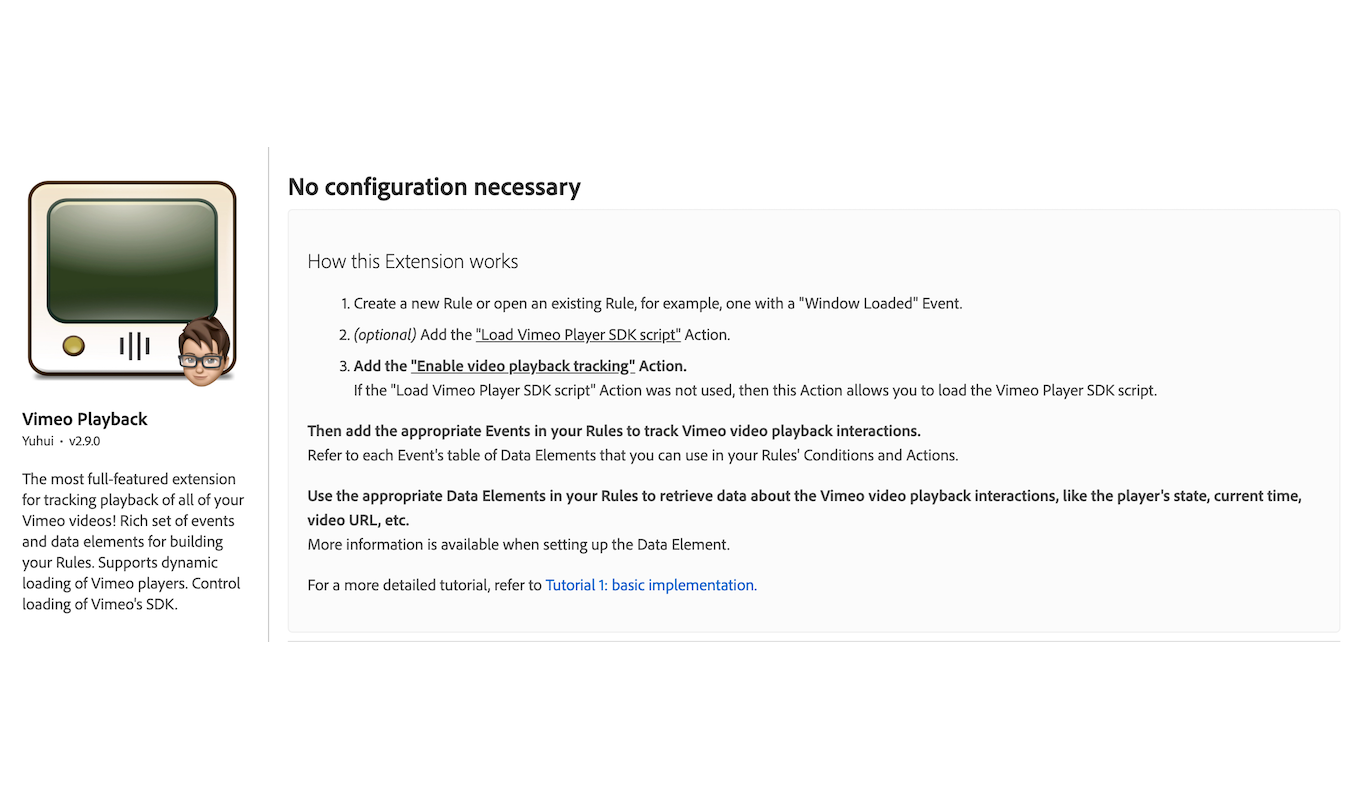 Vimeo Playback
Yuhui · v2.9.0
The most full-featured extension
for tracking playback of all of your
Vimeo videos! Rich set of events
and data elements for building
your Rules. Supports dynamic
loading of Vimeo players. Control
loading of Vimeo's SDK.
No configuration necessary
How this Extension works
1. Create a new Rule or open an existing Rule, for example, one with a "Window Loaded" Event.
2. (optional) Add the "Load Vimeo Player SDK script" Action.
3. Add the "Enable video playback tracking" Action.
If the "Load Vimeo Player SDK script" Action was not used, then this Action allows you to load the Vimeo Player SDK script.
Then add the appropriate Events in your Rules to track Vimeo video playback interactions.
Refer to each Event's table of Data Elements that you can use in your Rules' Conditions and Actions.
Use the appropriate Data Elements in your Rules to retrieve data about the Vimeo video playback interactions, like the player's state, current time,
video URL, etc.
More information is available when setting up the Data Element.
For a more detailed tutorial, refer to Tutorial 1: basic implementation.